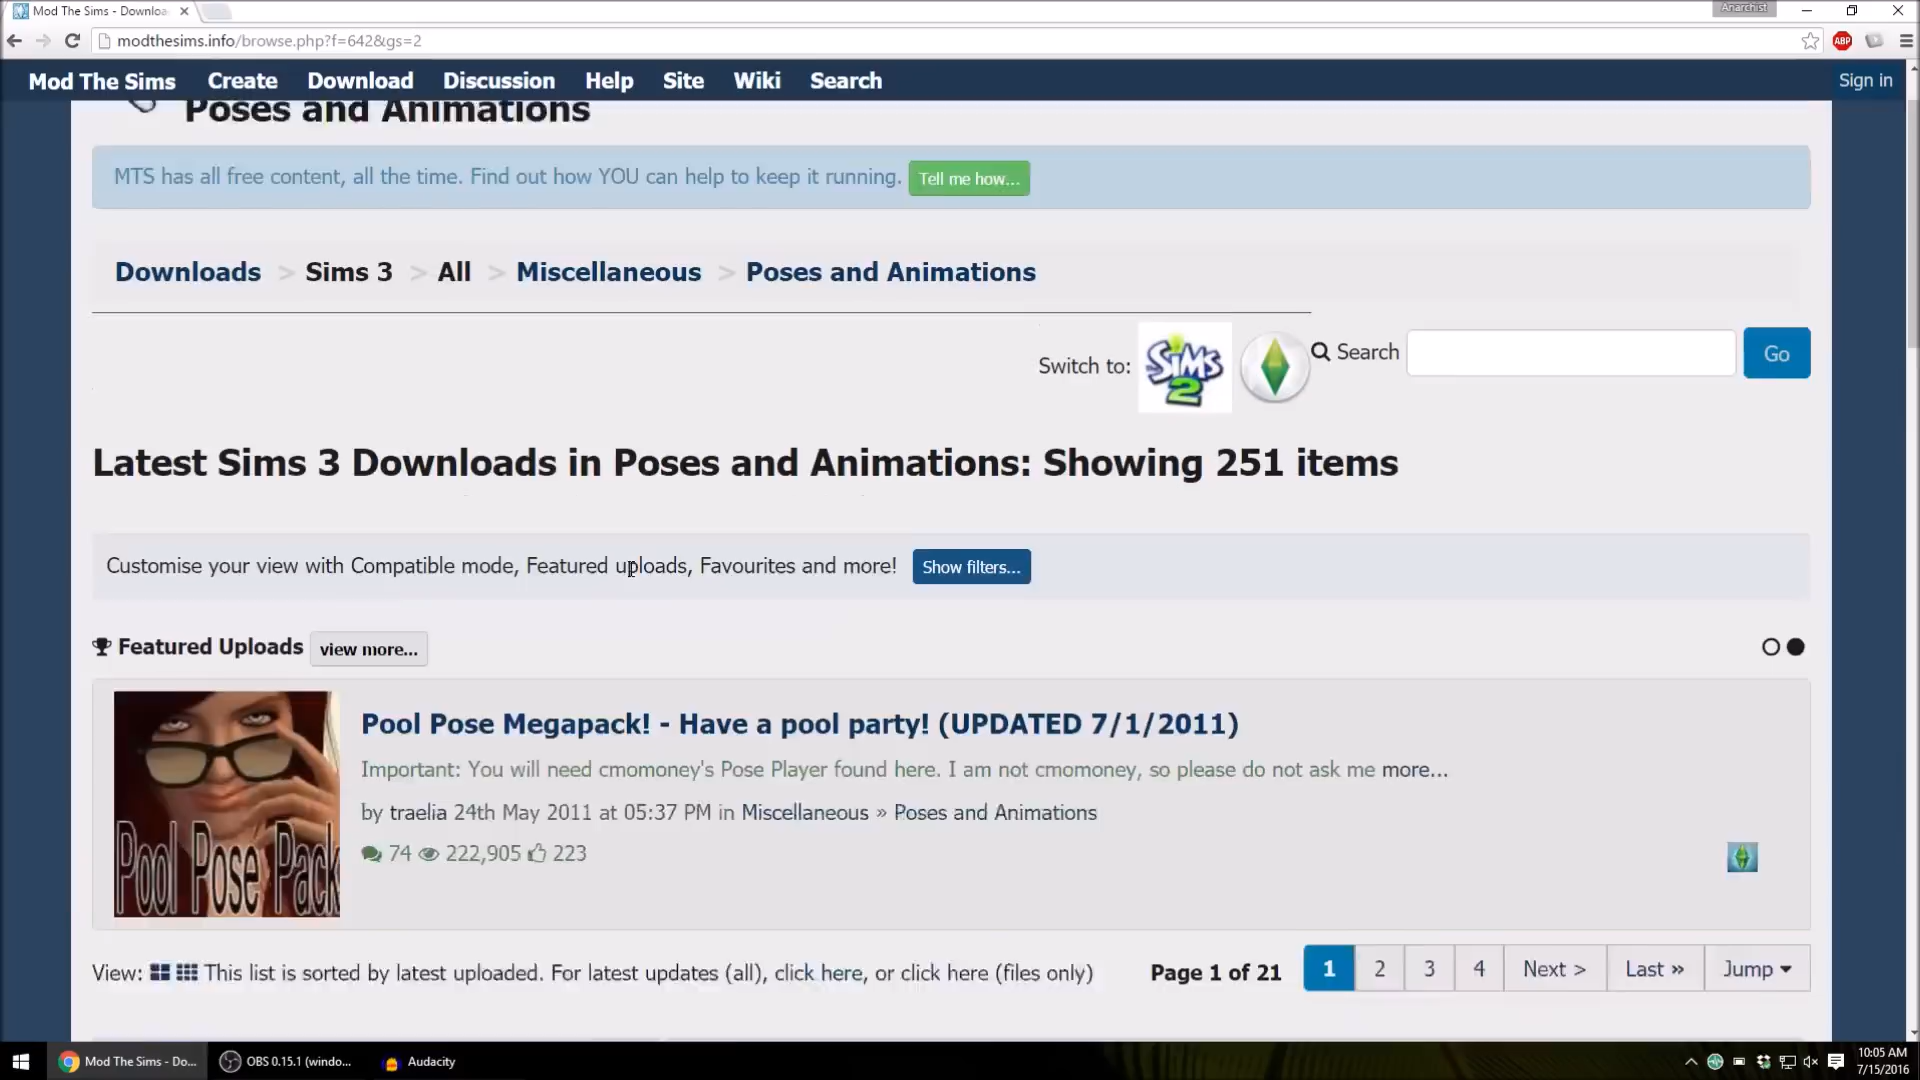 Mod The Sims - Downloa
Anarchist
modthesims.info/browse.php?f=642&gs=2
ABP
Mod The Sims Create Download Discussion Help Site Wiki Search Sign in
Poses and Animations
MTS has all free content, all the time. Find out how YOU can help to keep it running. Tell me how...
Downloads > Sims 3 > All > Miscellaneous > Poses and Animations
Switch to: The Sims 2 Search Go
Latest Sims 3 Downloads in Poses and Animations: Showing 251 items
Customise your view with Compatible mode, Featured uploads, Favourites and more! Show filters...
Featured Uploads view more...
Pool Pose Pack
Pool Pose Megapack! - Have a pool party! (UPDATED 7/1/2011)
Important: You will need cmomoney's Pose Player found here. I am not cmomoney, so please do not ask me more...
by traelia 24th May 2011 at 05:37 PM in Miscellaneous » Poses and Animations
74 222,905 223
View: This list is sorted by latest uploaded. For latest updates (all), click here, or click here (files only) Page 1 of 21 1 2 3 4 Next > Last » Jump
Mod The Sims - Do... OBS 0.15.1 (windo... Audacity
10:05 AM
7/15/2016